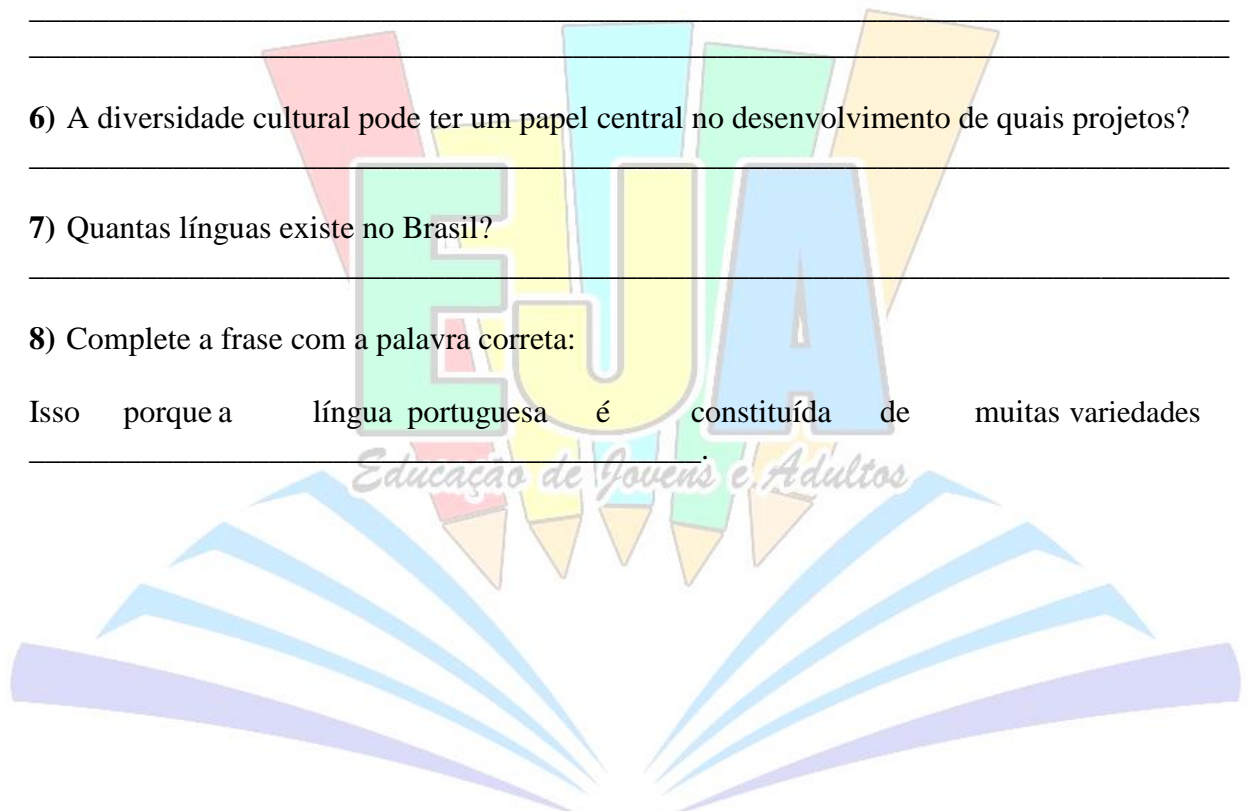 6) A diversidade cultural pode ter um papel central no desenvolvimento de quais projetos?
7) Quantas línguas existe no Brasil?
8) Complete a frase com a palavra correta:
Isso porque a língua portuguesa é constituída de muitas variedades
.
EJA
Educação de Jovens e Adultos